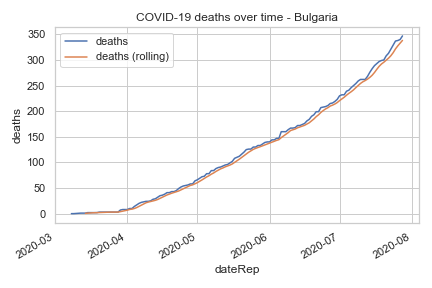 COVID-19 deaths over time - Bulgaria
deaths
deaths (rolling)
350
300
250
200
150
100
50
0
deaths
2020-03
2020-04
2020-05
2020-06
2020-07
2020-08
dateRep